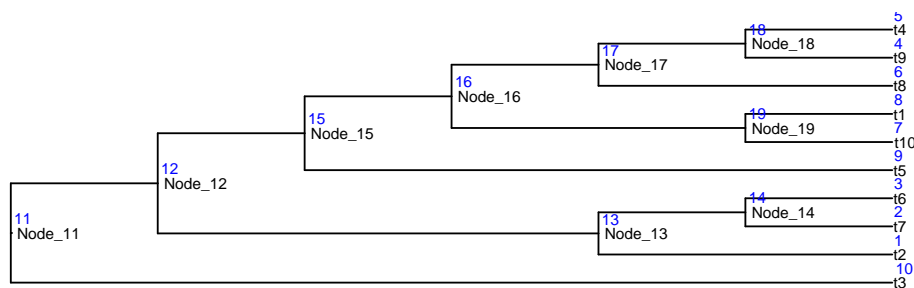 5
t4
18
Node_18
4
t9
17
Node_17
6
t8
16
Node_16
8
t1
19
Node_19
7
t10
15
Node_15
9
t5
12
Node_12
3
t6
14
Node_14
2
t7
11
Node_11
13
Node_13
1
t2
10
t3